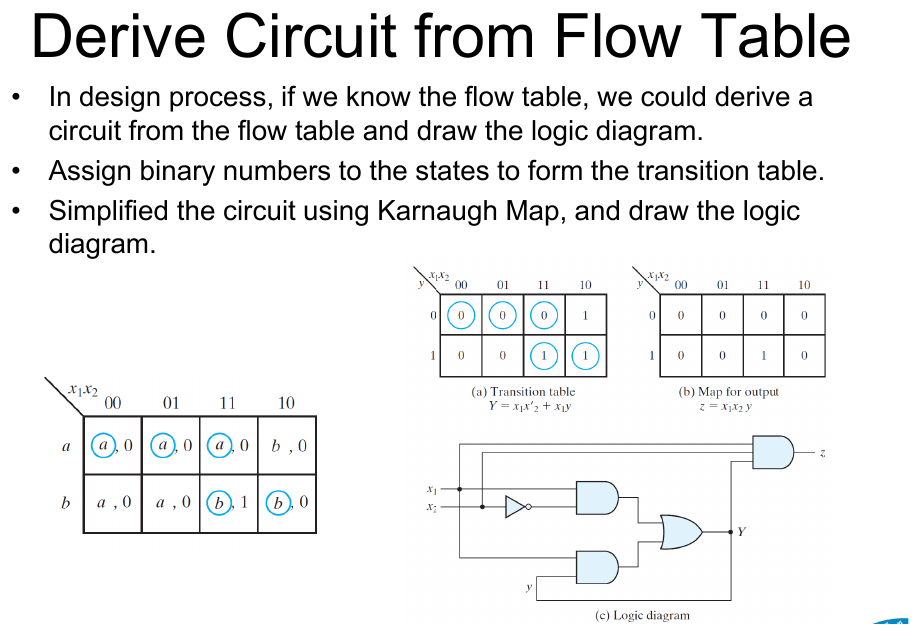 Derive Circuit from Flow Table
• In design process, if we know the flow table, we could derive a
circuit from the flow table and draw the logic diagram.
• Assign binary numbers to the states to form the transition table.
• Simplified the circuit using Karnaugh Map, and draw the logic
diagram.
x₁x₂
00 01 11 10
a a, 0 a, 0 a, 0 b , 0
b a , 0 a , 0 b, 1 b, 0
x₁x₂
y 00 01 11 10
0 0 0 0 1
1 0 0 1 1
(a) Transition table
Y = x₁x′₂ + x₁y
x₁x₂
y 00 01 11 10
0 0 0 0 0
1 0 0 1 0
(b) Map for output
z = x₁x₂y
z
x₁
x₂
Y
y
(c) Logic diagram